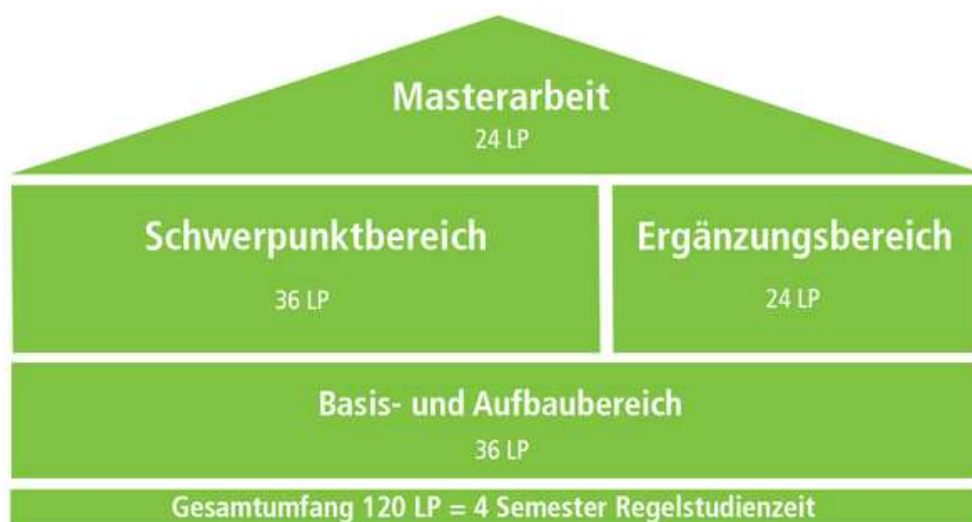 Masterarbeit
24 LP
Schwerpunktbereich
36 LP
Ergänzungsbereich
24 LP
Basis- und Aufbaubereich
36 LP
Gesamtumfang 120 LP = 4 Semester Regelstudienzeit